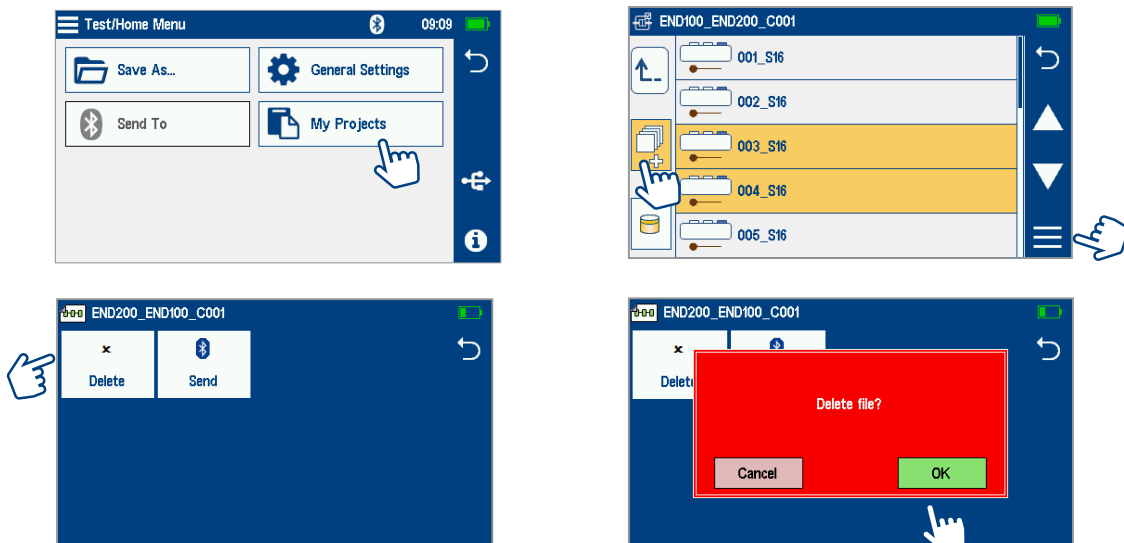 Test/Home Menu 09:09
Save As... General Settings
Send To My Projects
END100_END200_C001
001_S16
002_S16
003_S16
004_S16
005_S16
END200_END100_C001
Delete Send
END200_END100_C001
Delete
Delete file?
Cancel OK